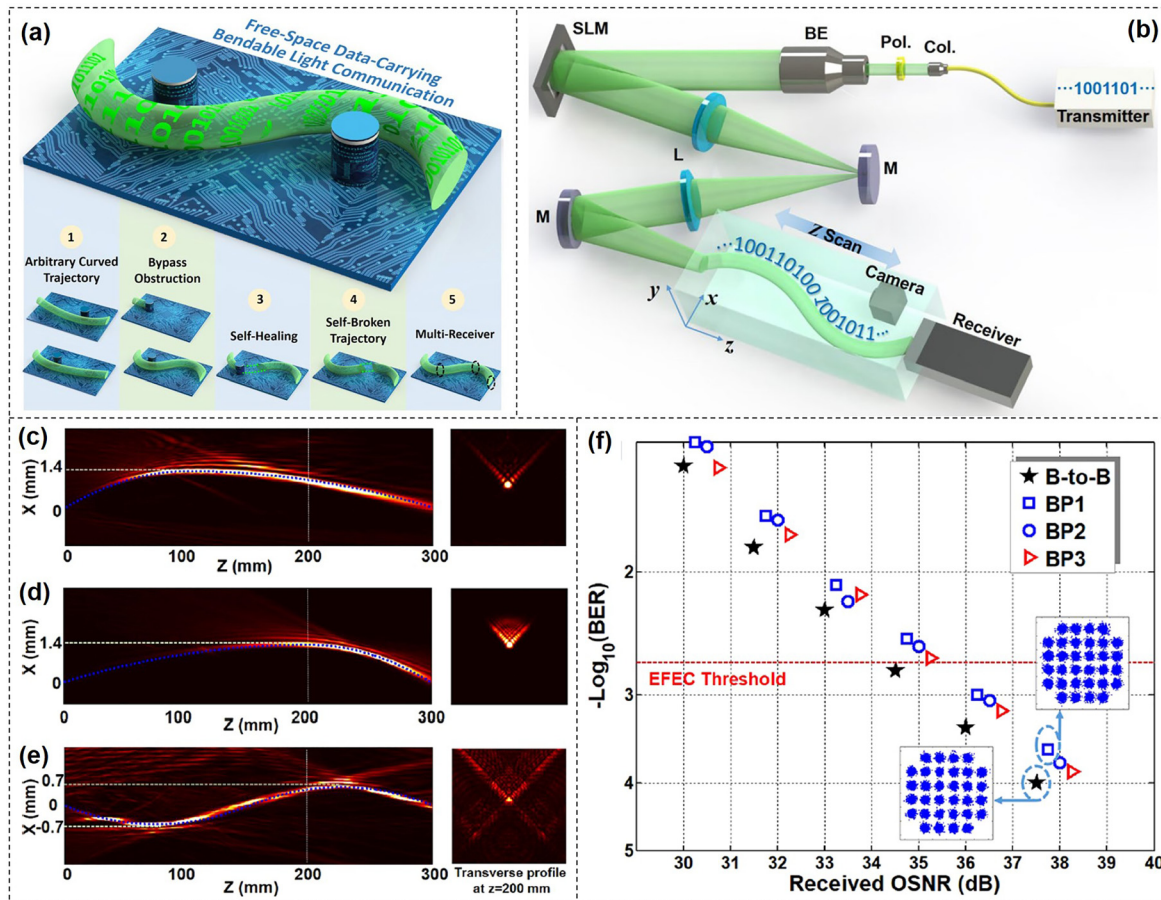 (a)
Free-Space Data-Carrying
Bendable Light Communication
1
Arbitrary Curved
Trajectory
2
Bypass
Obstruction
3
Self-Healing
4
Self-Broken
Trajectory
5
Multi-Receiver
(b)
SLM
BE
Pol.
Col.
···1001101···
Transmitter
L
M
M
Z Scan
Camera
···10011010011001011···
Receiver
y
x
z
(c)
X (mm)
1.4
0
0
100
200
300
Z (mm)
(d)
X (mm)
1.4
0
0
100
200
300
Z (mm)
(e)
X (mm)
0.7
0
-0.7
0
100
200
300
Z (mm)
Transverse profile
at z=200 mm
(f)
-Log10(BER)
2
3
4
5
B-to-B
BP1
BP2
BP3
EFEC Threshold
30 31 32 33 34 35 36 37 38 39 40
Received OSNR (dB)